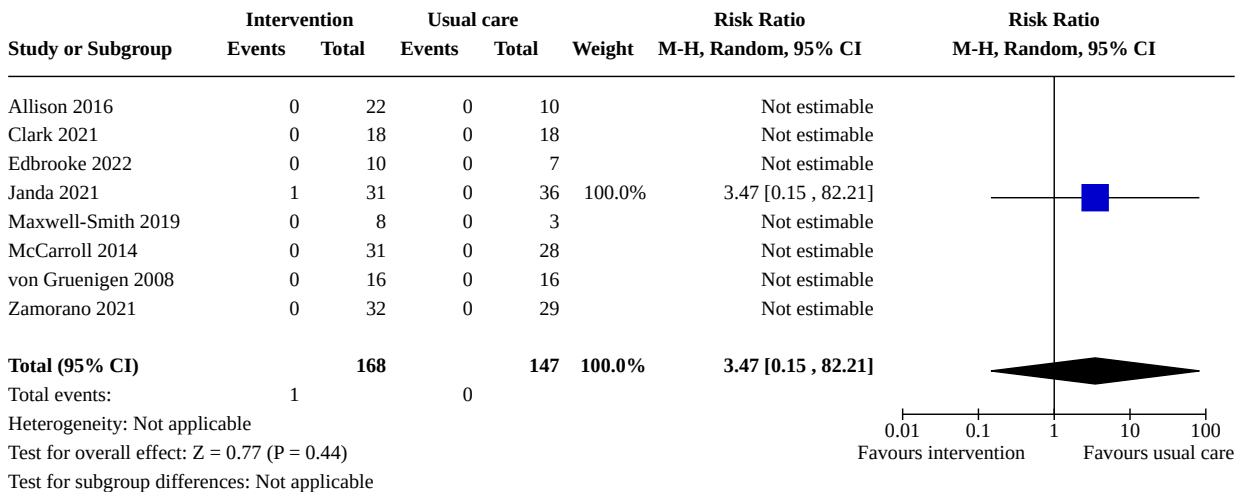 Intervention Usual care Risk Ratio Risk Ratio
Study or Subgroup Events Total Events Total Weight M-H, Random, 95% CI M-H, Random, 95% CI
Allison 2016 0 22 0 10 Not estimable
Clark 2021 0 18 0 18 Not estimable
Edbrooke 2022 0 10 0 7 Not estimable
Janda 2021 1 31 0 36 100.0% 3.47 [0.15 , 82.21]
Maxwell-Smith 2019 0 8 0 3 Not estimable
McCarroll 2014 0 31 0 28 Not estimable
von Gruenigen 2008 0 16 0 16 Not estimable
Zamorano 2021 0 32 0 29 Not estimable
Total (95% CI) 168 147 100.0% 3.47 [0.15 , 82.21]
Total events: 1 0
Heterogeneity: Not applicable
0.01 0.1 1 10 100
Test for overall effect: Z = 0.77 (P = 0.44)
Favours intervention Favours usual care
Test for subgroup differences: Not applicable